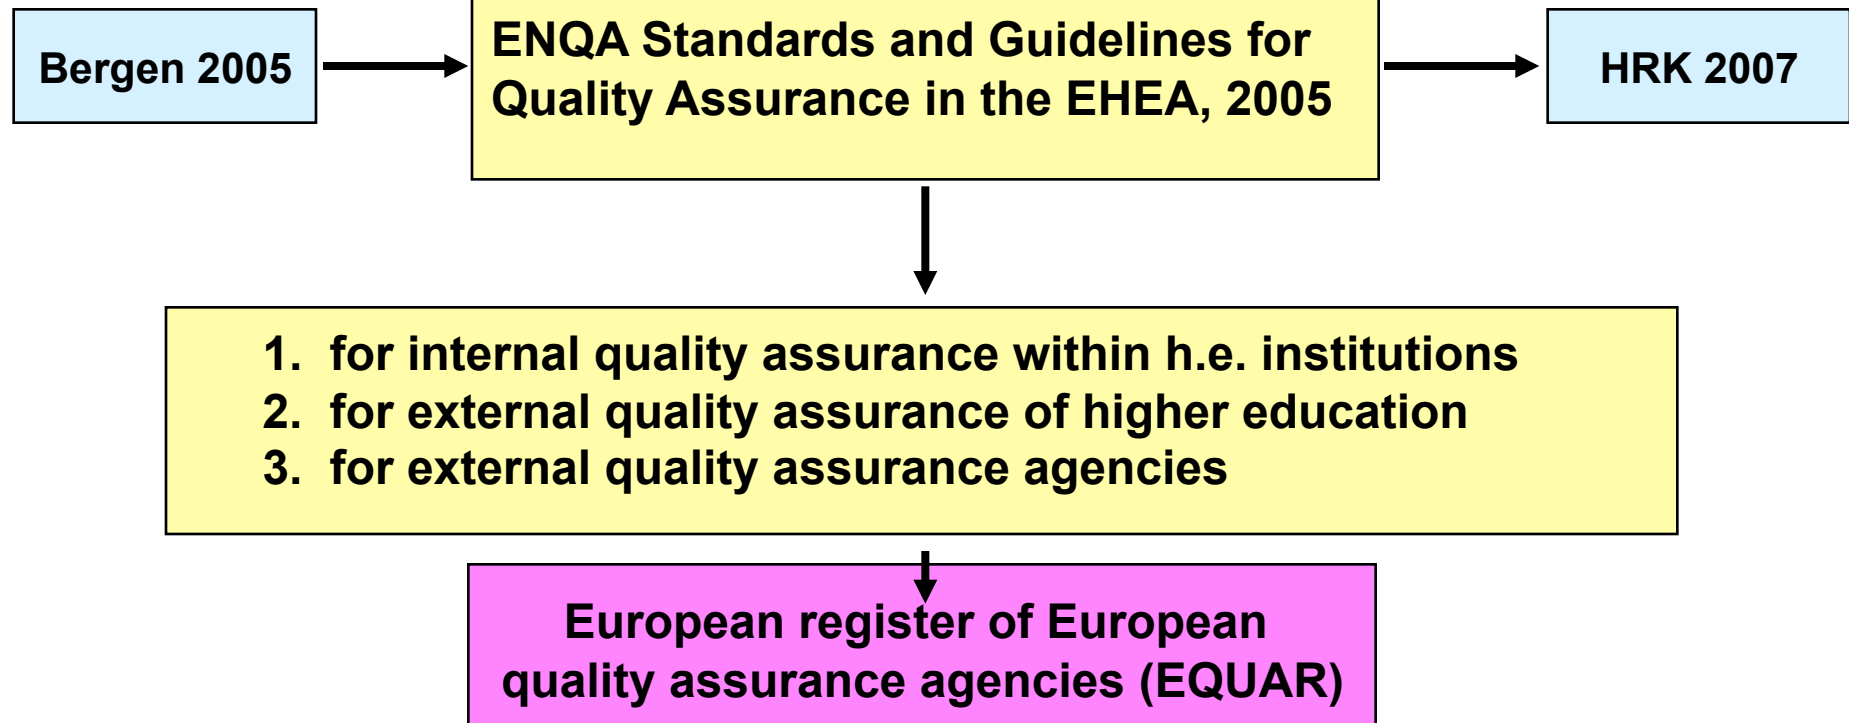 Bergen 2005
ENQA Standards and Guidelines for
Quality Assurance in the EHEA, 2005
HRK 2007
1. for internal quality assurance within h.e. institutions
2. for external quality assurance of higher education
3. for external quality assurance agencies
European register of European
quality assurance agencies (EQUAR)